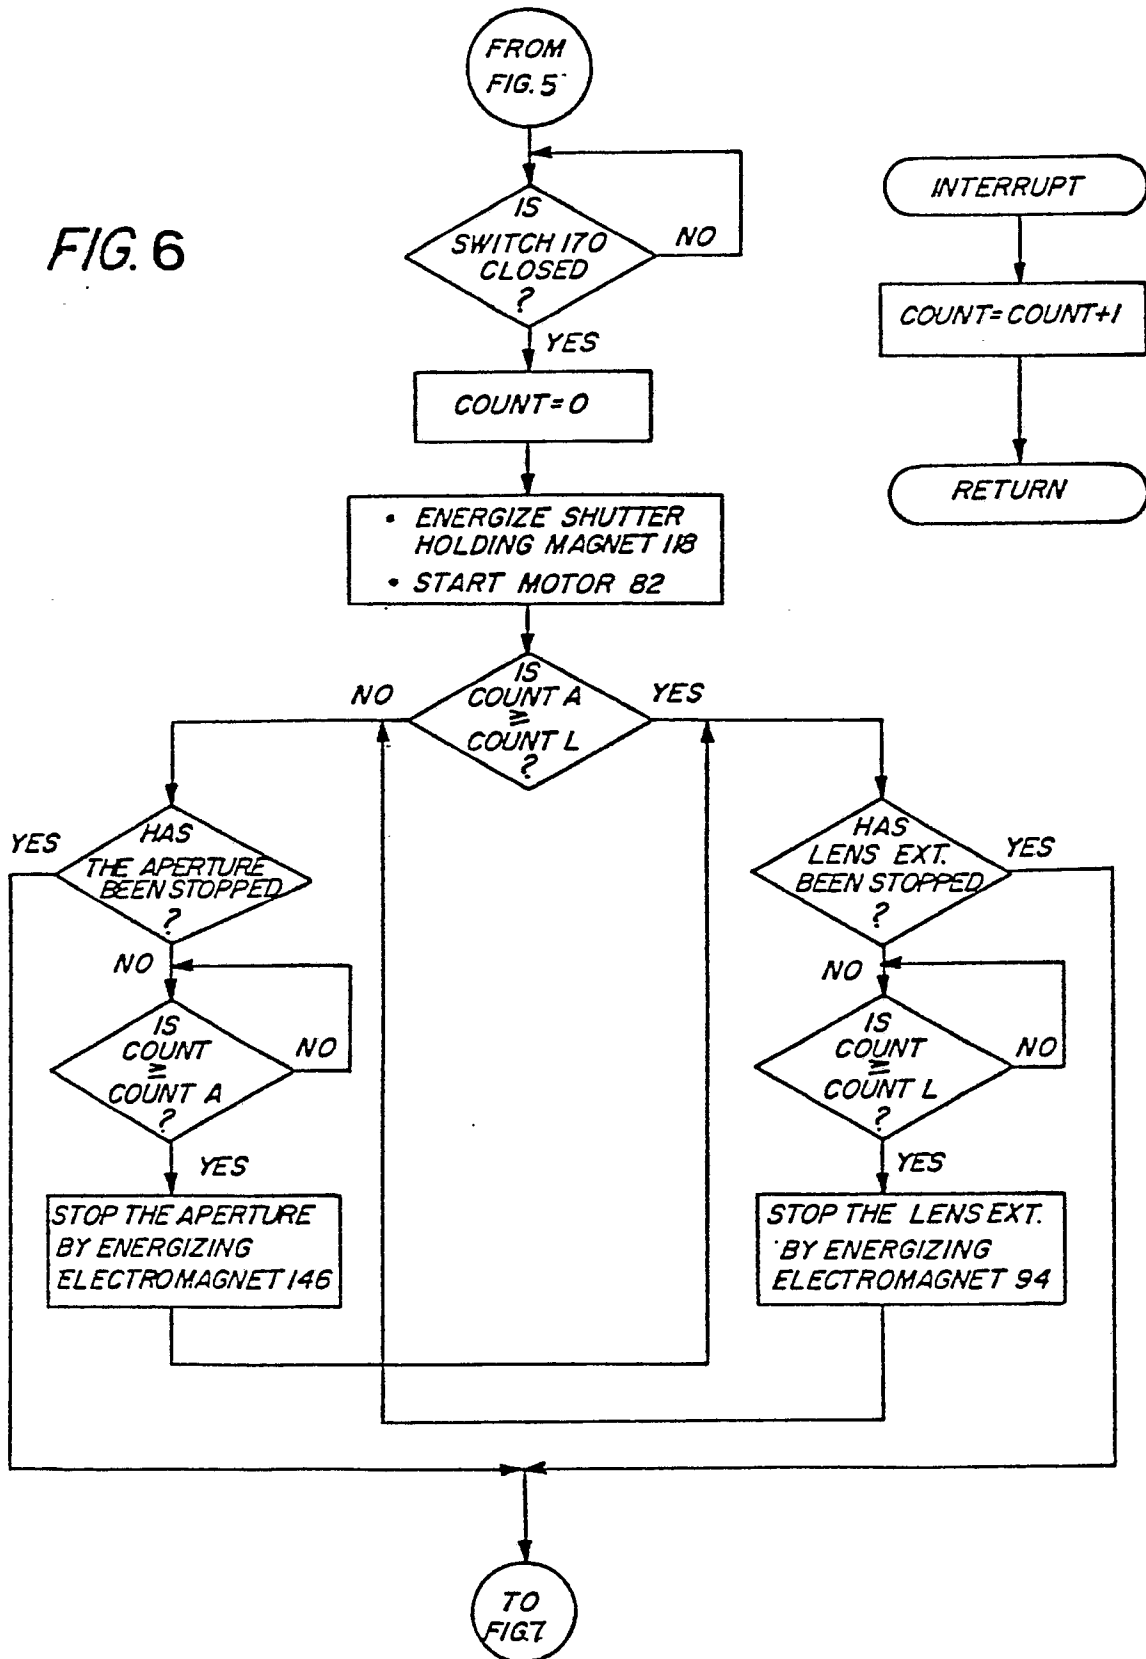 FROM
FIG. 5
FIG. 6
IS
SWITCH 170
CLOSED
?
NO
YES
COUNT=0
• ENERGIZE SHUTTER
HOLDING MAGNET 118
• START MOTOR 82
INTERRUPT
COUNT=COUNT+1
RETURN
IS
COUNT A
≥
COUNT L
?
NO
YES
HAS
THE APERTURE
BEEN STOPPED
?
YES
NO
IS
COUNT
≥
COUNT A
?
NO
YES
STOP THE APERTURE
BY ENERGIZING
ELECTROMAGNET 146
HAS
LENS EXT.
BEEN STOPPED
?
YES
NO
IS
COUNT
≥
COUNT L
?
NO
YES
STOP THE LENS EXT.
BY ENERGIZING
ELECTROMAGNET 94
TO
FIG.7